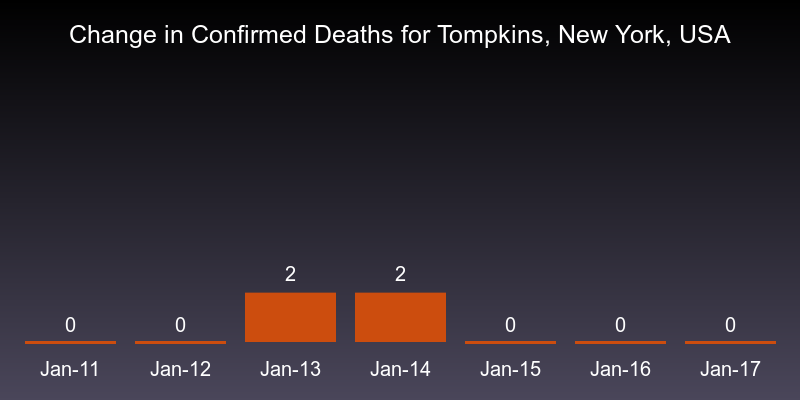 Change in Confirmed Deaths for Tompkins, New York, USA
2 2
0 0 0 0 0
Jan-11 Jan-12 Jan-13 Jan-14 Jan-15 Jan-16 Jan-17